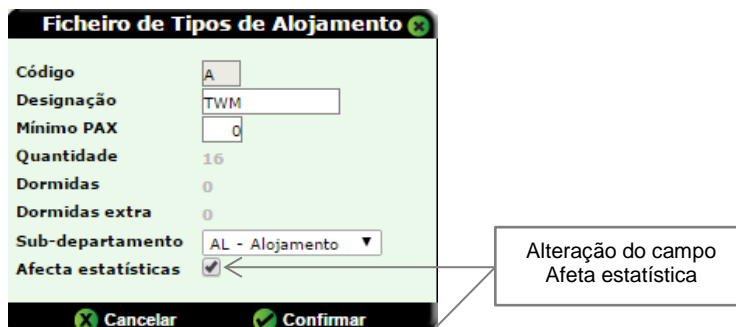 Ficheiro de Tipos de Alojamento
Código A
Designação TWM
Mínimo PAX 0
Quantidade 16
Dormidas 0
Dormidas extra 0
Sub-departamento AL - Alojamento
Afecta estatísticas
Alteração do campo
Afeta estatística
Cancelar Confirmar